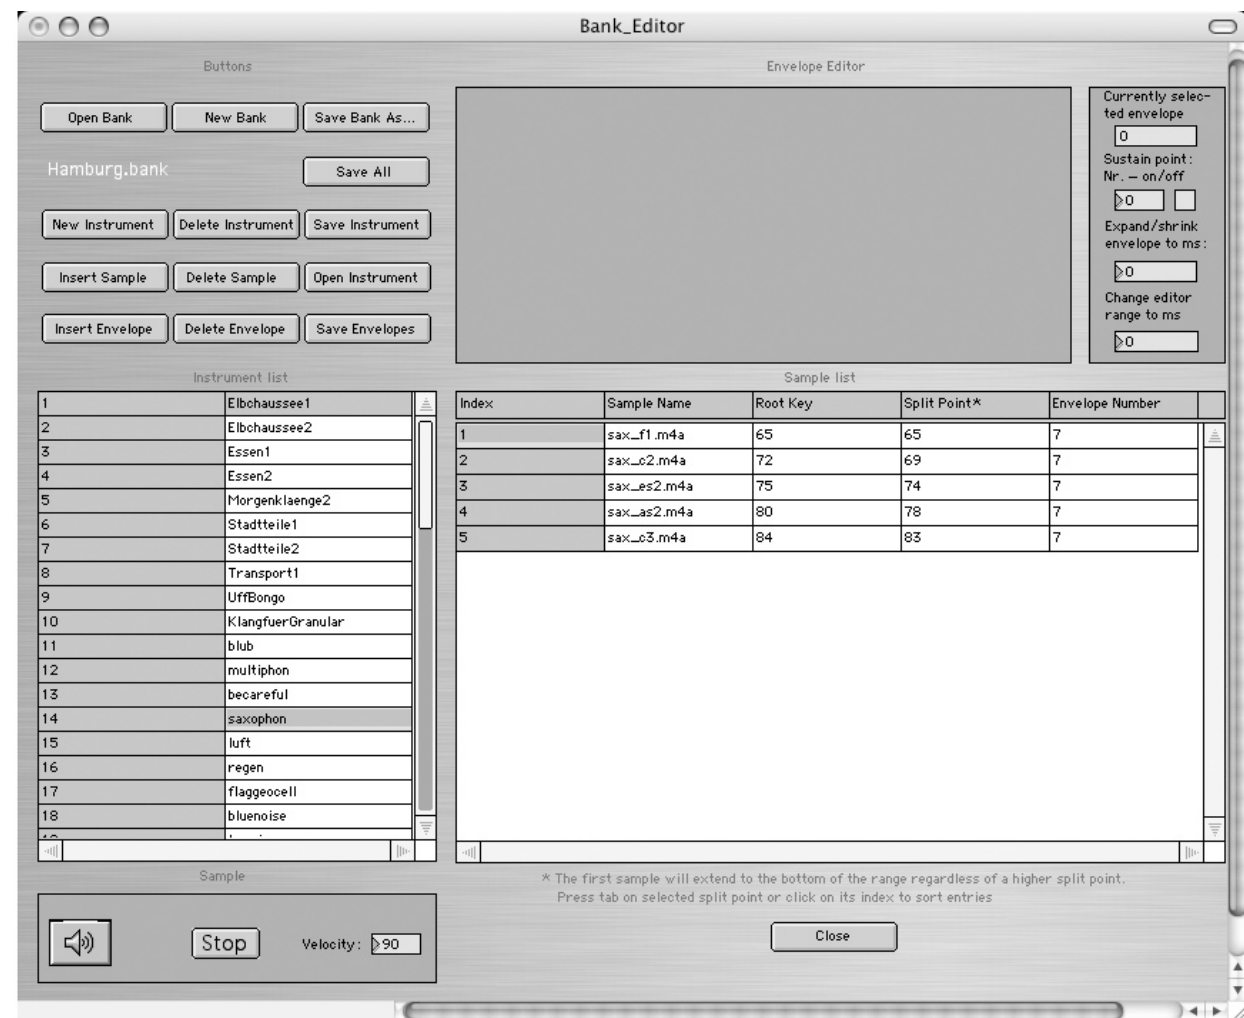 Bank_Editor
Buttons
Envelope Editor
Open Bank
New Bank
Save Bank As...
Hamburg.bank
Save All
New Instrument
Delete Instrument
Save Instrument
Insert Sample
Delete Sample
Open Instrument
Insert Envelope
Delete Envelope
Save Envelopes
Currently selec-
ted envelope
0
Sustain point:
Nr. – on/off
0
Expand/shrink
envelope to ms:
0
Change editor
range to ms
0
Instrument list
1 Elbchaussee1
2 Elbchaussee2
3 Essen1
4 Essen2
5 Morgenklaenge2
6 Stadtteile1
7 Stadtteile2
8 Transport1
9 UffBongo
10 KlangfuerGranular
11 blub
12 multiphon
13 becareful
14 saxophon
15 luft
16 regen
17 flaggeocell
18 bluenoise
Sample list
Index Sample Name Root Key Split Point* Envelope Number
1 sax_f1.m4a 65 65 7
2 sax_c2.m4a 72 69 7
3 sax_es2.m4a 75 74 7
4 sax_as2.m4a 80 78 7
5 sax_c3.m4a 84 83 7
* The first sample will extend to the bottom of the range regardless of a higher split point.
Press tab on selected split point or click on its index to sort entries
Sample
Stop
Velocity: 90
Close